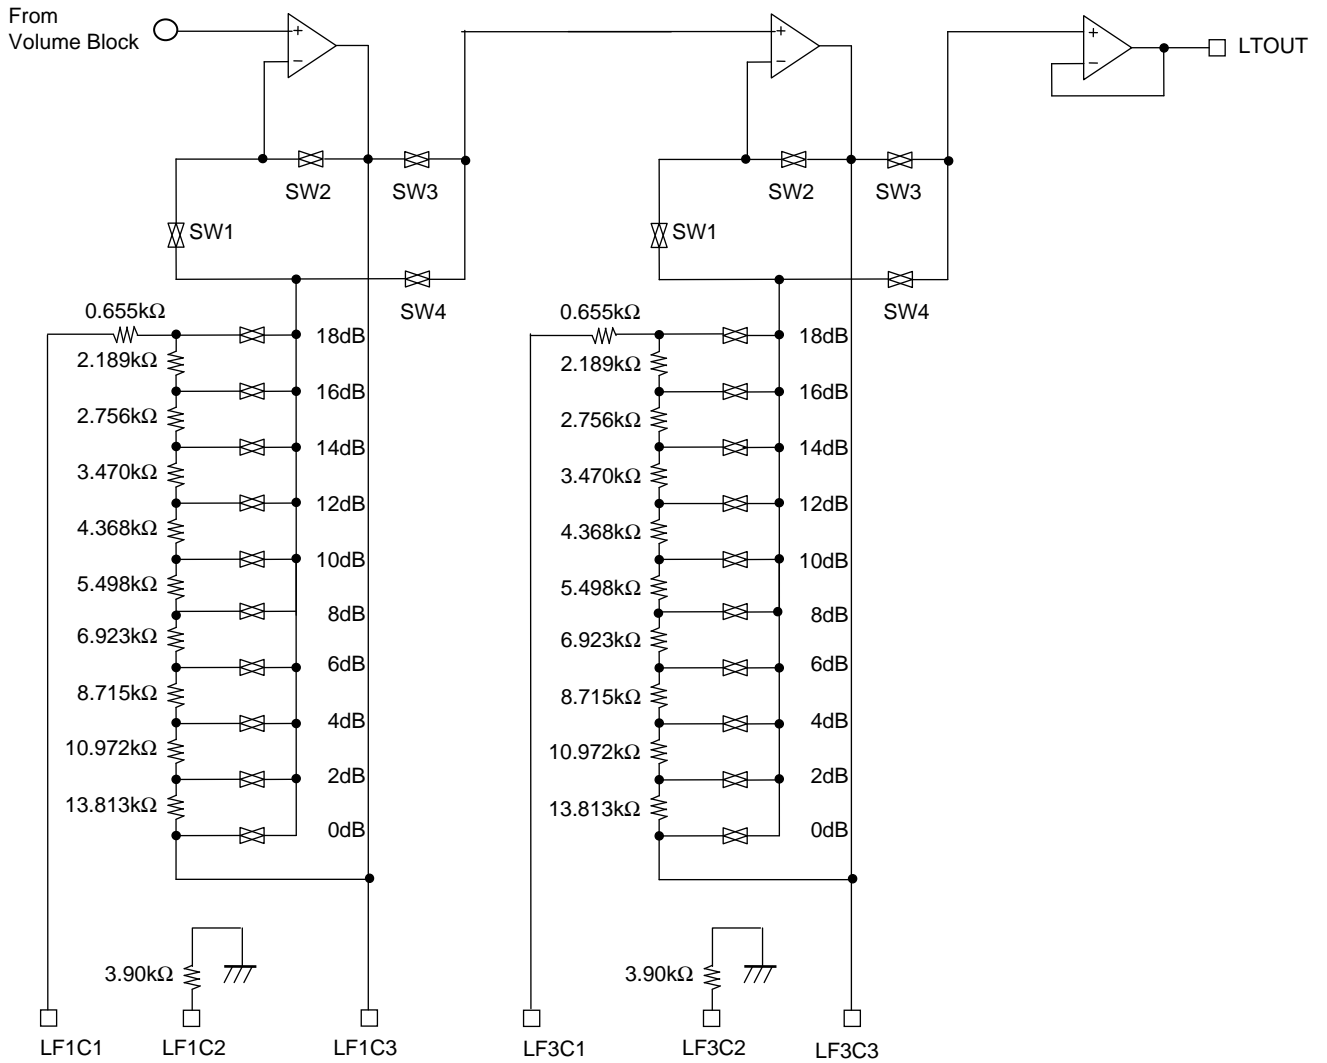 From
Volume Block
LTOUT
SW2
SW3
SW2
SW3
SW1
SW1
SW4
SW4
0.655kΩ
18dB
0.655kΩ
18dB
2.189kΩ
2.189kΩ
16dB
16dB
2.756kΩ
2.756kΩ
14dB
14dB
3.470kΩ
3.470kΩ
12dB
12dB
4.368kΩ
4.368kΩ
10dB
10dB
5.498kΩ
5.498kΩ
8dB
8dB
6.923kΩ
6.923kΩ
6dB
6dB
8.715kΩ
8.715kΩ
4dB
4dB
10.972kΩ
10.972kΩ
2dB
2dB
13.813kΩ
13.813kΩ
0dB
0dB
3.90kΩ
3.90kΩ
LF1C1
LF1C2
LF1C3
LF3C1
LF3C2
LF3C3